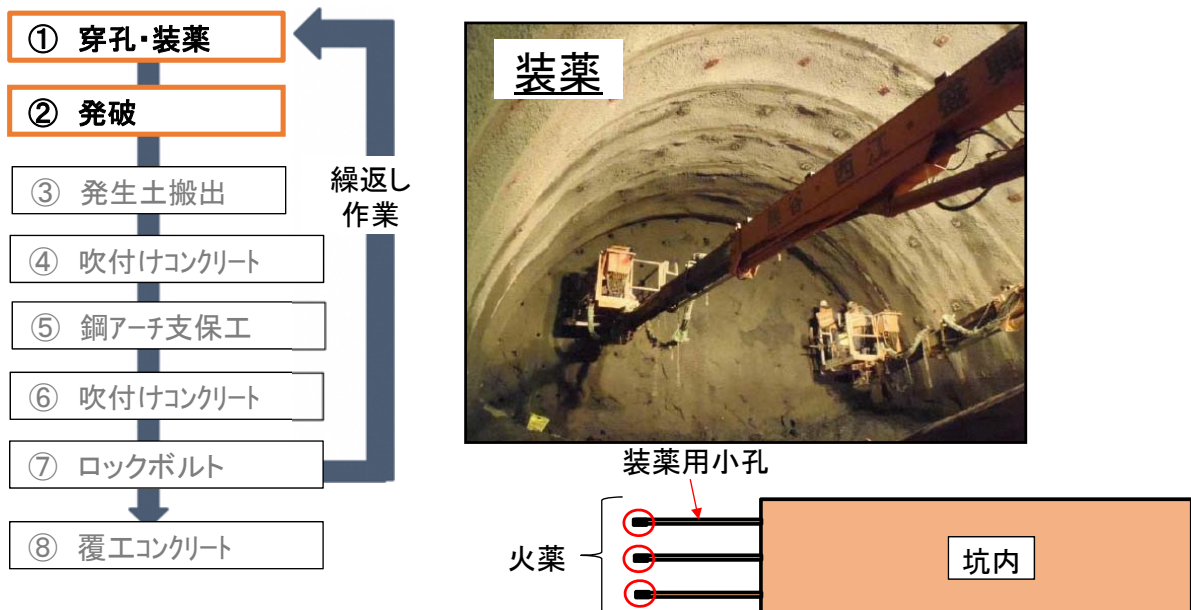 ① 穿孔・装薬
② 発破
③ 発生土搬出
④ 吹付けコンクリート
⑤ 鋼アーチ支保工
⑥ 吹付けコンクリート
⑦ ロックボルト
⑧ 覆工コンクリート
繰返し
作業
装薬
装薬用小孔
火薬
坑内